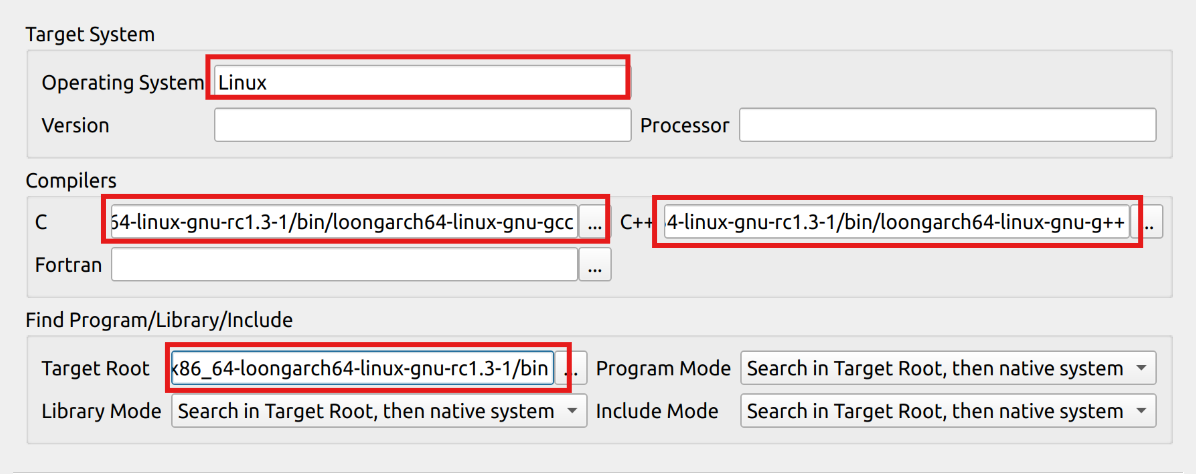 Target System
Operating System Linux
Version Processor
Compilers
C 64-linux-gnu-rc1.3-1/bin/loongarch64-linux-gnu-gcc ... C++ 4-linux-gnu-rc1.3-1/bin/loongarch64-linux-gnu-g++ ..
Fortran ...
Find Program/Library/Include
Target Root x86_64-loongarch64-linux-gnu-rc1.3-1/bin ... Program Mode Search in Target Root, then native system
Library Mode Search in Target Root, then native system Include Mode Search in Target Root, then native system